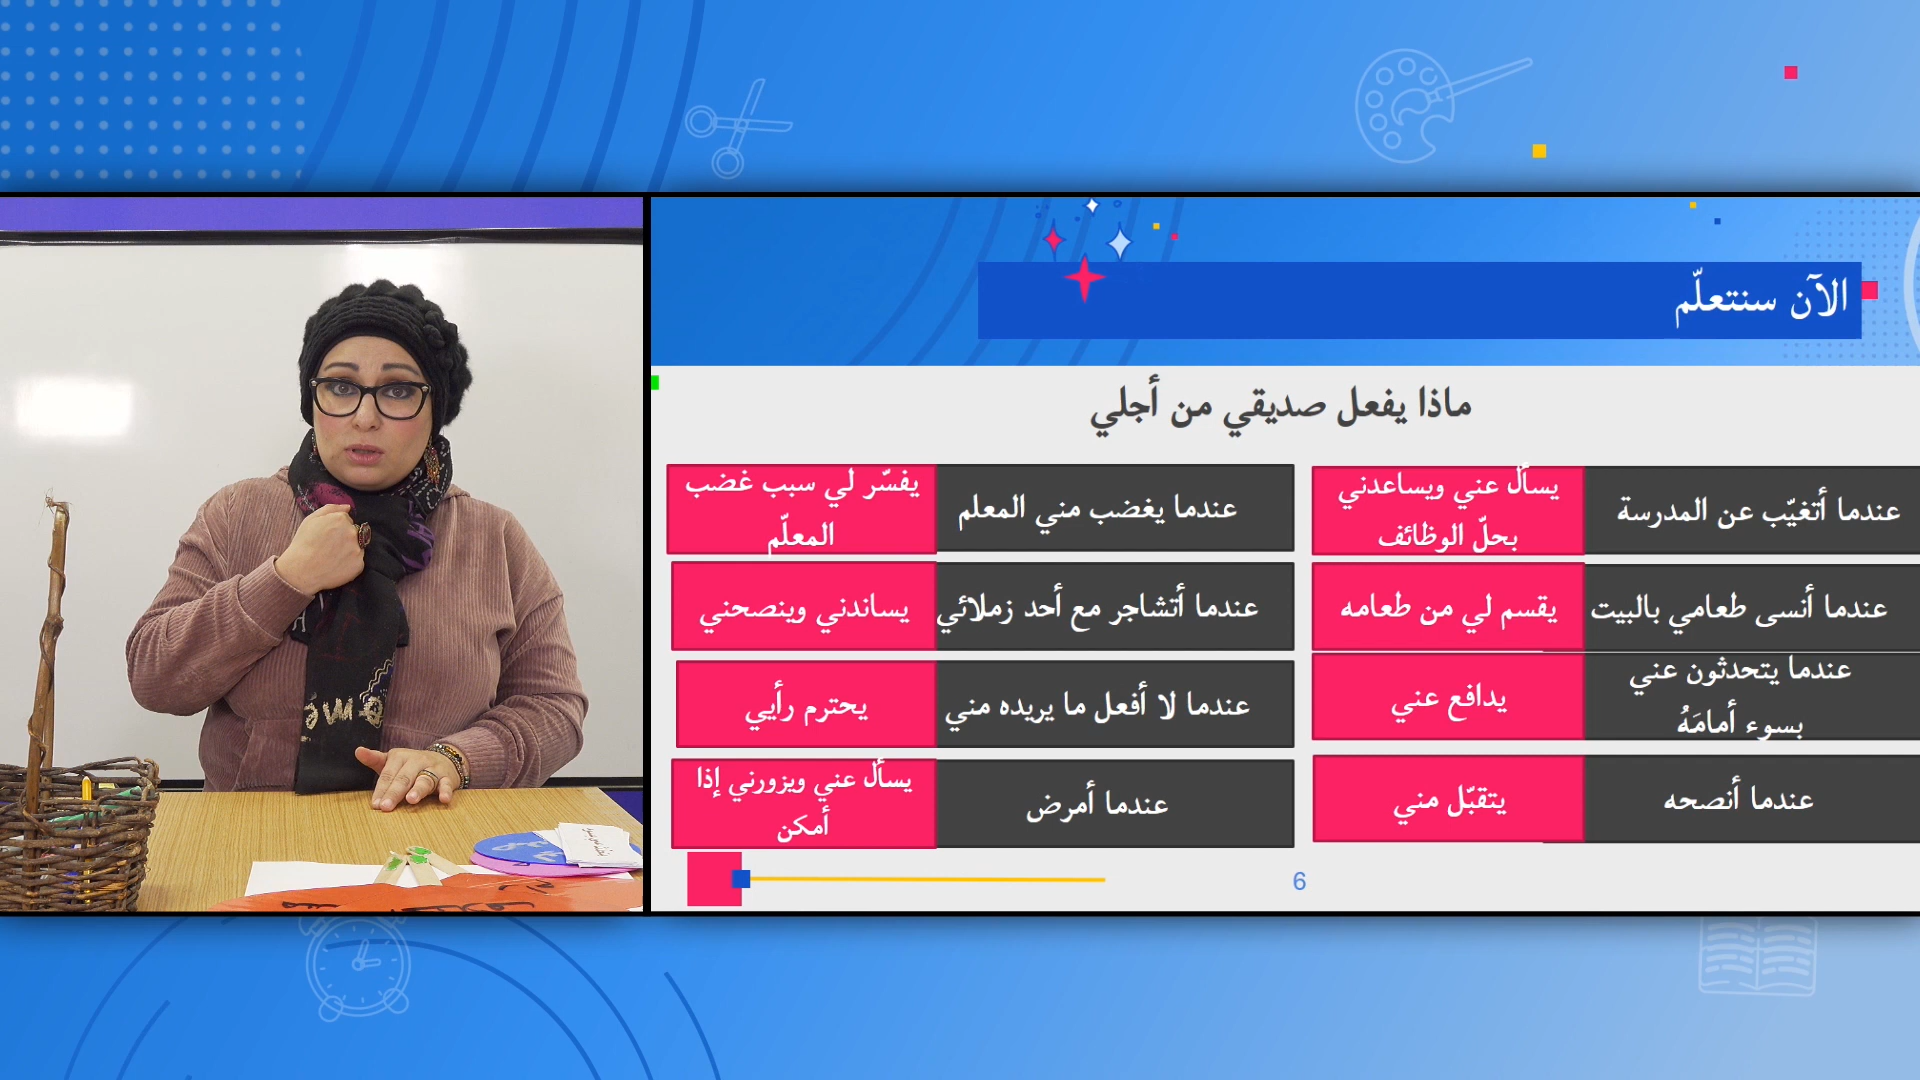 الآن سنتعلّم
ماذا يفعل صديقي من أجلي
عندما أتغيّب عن المدرسة
يسأل عني ويساعدني
بحلّ الوظائف
عندما أنسى طعامي بالبيت
يقسم لي من طعامه
عندما يتحدثون عني
بسوء أمامَهُ
يدافع عني
عندما أنصحه
يتقبّل مني
عندما يغضب مني المعلم
يفسّر لي سبب غضب
المعلّم
عندما أتشاجر مع أحد زملائي
يساندني وينصحني
عندما لا أفعل ما يريده مني
يحترم رأيي
عندما أمرض
يسأل عني ويزورني إذا
أمكن
6